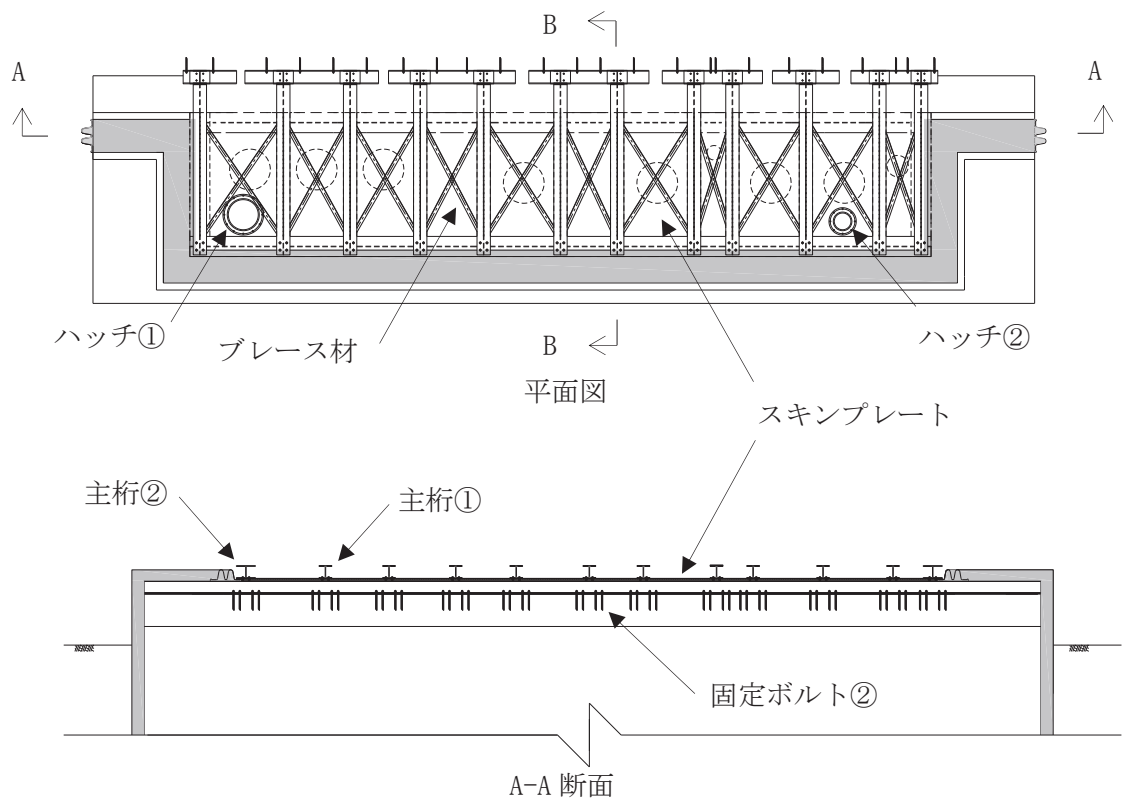 B
A
A
ハッチ①
ブレース材
B
ハッチ②
平面図
スキンプレート
主桁②
主桁①
固定ボルト②
A-A 断面